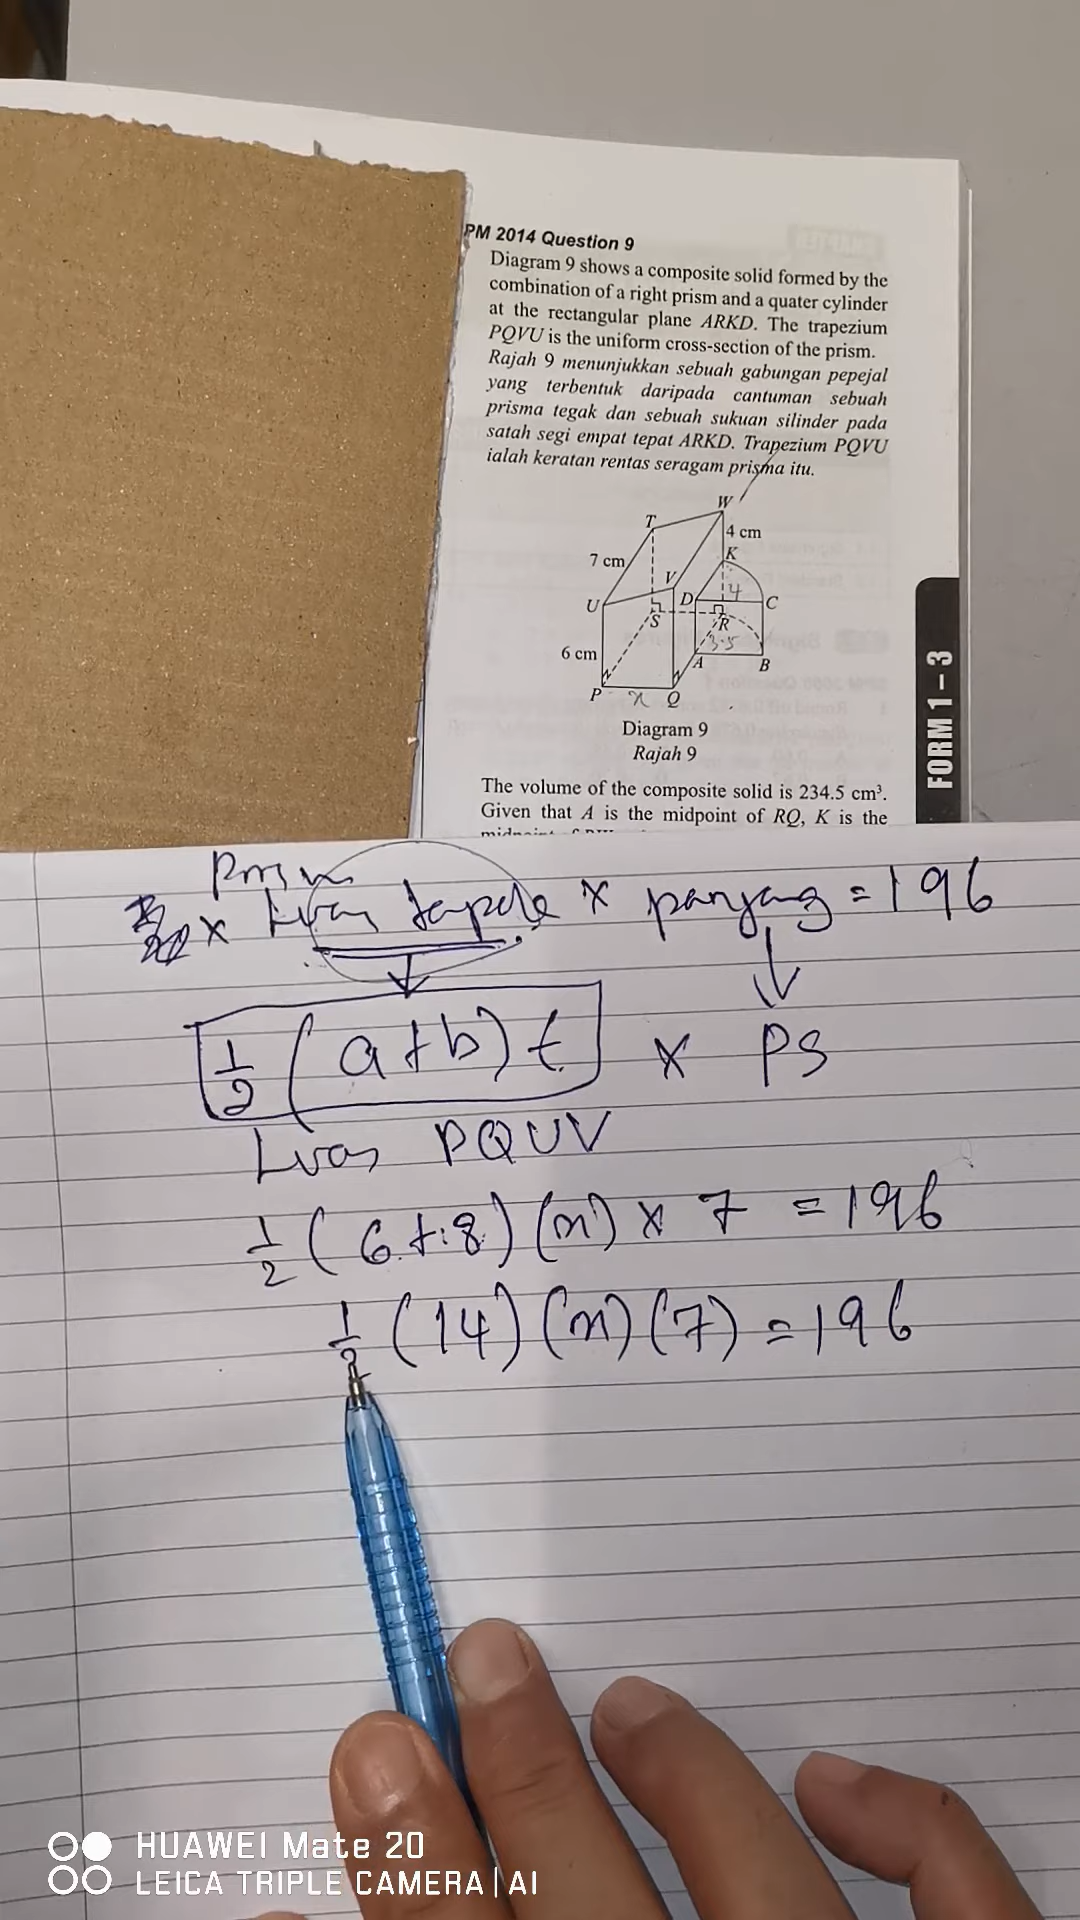 PM 2014 Question 9
Diagram 9 shows a composite solid formed by the
combination of a right prism and a quater cylinder
at the rectangular plane ARKD. The trapezium
PQVU is the uniform cross-section of the prism.
Rajah 9 menunjukkan sebuah gabungan pepejal
yang terbentuk daripada cantuman sebuah
prisma tegak dan sebuah sukuan silinder pada
satah segi empat tepat ARKD. Trapezium PQVU
ialah keratan rentas seragam prisma itu.
W
T
4 cm
K
7 cm
V
U
D
4
C
S
R
3.5
6 cm
A
B
P
x
Q
Diagram 9
Rajah 9
The volume of the composite solid is 234.5 cm³.
Given that A is the midpoint of RQ, K is the
FORM 1 – 3
Prism
x Luas tapak x panjang = 196
1/2 (a+b) t x PS
Luas PQUV
1/2 (6+8) (x) x 7 = 196
1/2 (14) (x) (7) = 196
HUAWEI Mate 20
LEICA TRIPLE CAMERA | AI